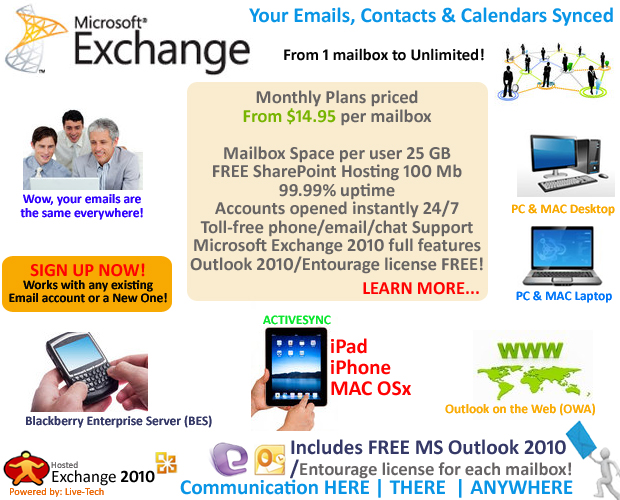 Microsoft®
Exchange
™
Your Emails, Contacts & Calendars Synced
From 1 mailbox to Unlimited!
Monthly Plans priced
From $14.95 per mailbox
Mailbox Space per user 25 GB
FREE SharePoint Hosting 100 Mb
99.99% uptime
Accounts opened instantly 24/7
Toll-free phone/email/chat Support
Microsoft Exchange 2010 full features
Outlook 2010/Entourage license FREE!
LEARN MORE...
Wow, your emails are
the same everywhere!
PC & MAC Desktop
SIGN UP NOW!
Works with any existing
Email account or a New One!
PC & MAC Laptop
ACTIVESYNC
iPad
iPhone
MAC OSx
WWW
Blackberry Enterprise Server (BES)
Outlook on the Web (OWA)
Hosted
Exchange 2010
Powered by: Live-Tech
Includes FREE MS Outlook 2010
/Entourage license for each mailbox!
Communication HERE | THERE | ANYWHERE